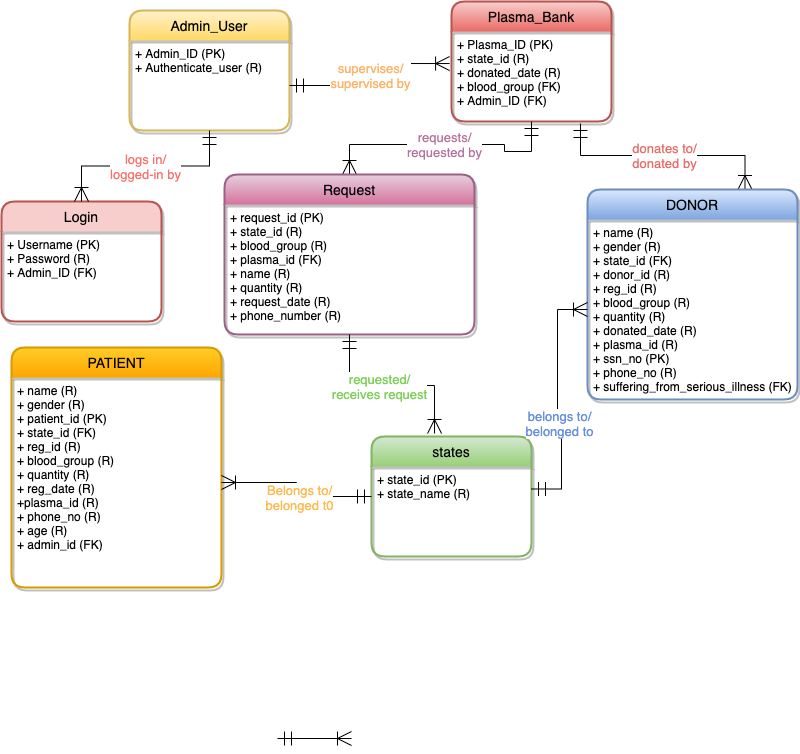 Admin_User
+ Admin_ID (PK)
+ Authenticate_user (R)
supervises/
supervised by
Plasma_Bank
+ Plasma_ID (PK)
+ state_id (R)
+ donated_date (R)
+ blood_group (FK)
+ Admin_ID (FK)
logs in/
logged-in by
requests/
requested by
donates to/
donated by
Login
+ Username (PK)
+ Password (R)
+ Admin_ID (FK)
Request
+ request_id (PK)
+ state_id (R)
+ blood_group (R)
+ plasma_id (FK)
+ name (R)
+ quantity (R)
+ request_date (R)
+ phone_number (R)
DONOR
+ name (R)
+ gender (R)
+ state_id (FK)
+ donor_id (R)
+ reg_id (R)
+ blood_group (R)
+ quantity (R)
+ donated_date (R)
+ plasma_id (R)
+ ssn_no (PK)
+ phone_no (R)
+ suffering_from_serious_illness (FK)
PATIENT
+ name (R)
+ gender (R)
+ patient_id (PK)
+ state_id (FK)
+ reg_id (R)
+ blood_group (R)
+ quantity (R)
+ reg_date (R)
+plasma_id (R)
+ phone_no (R)
+ age (R)
+ admin_id (FK)
requested/
receives request
belongs to/
belonged to
Belongs to/
belonged t0
states
+ state_id (PK)
+ state_name (R)